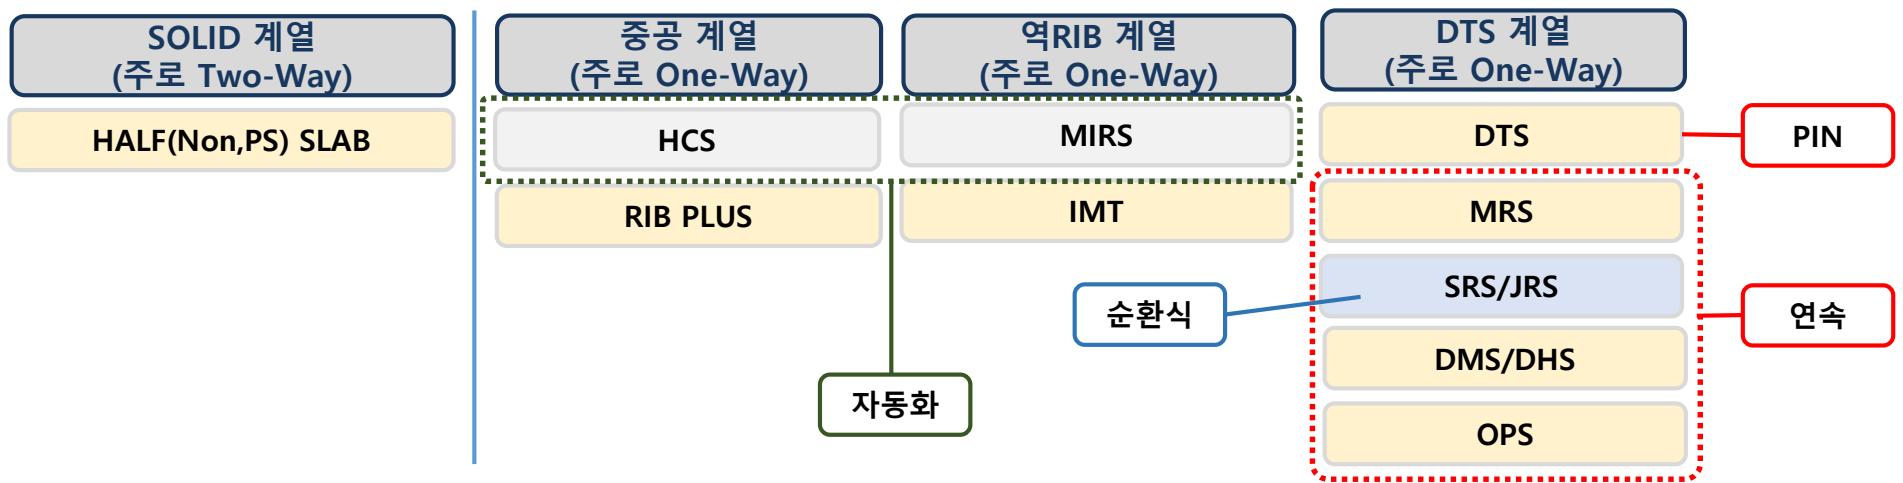 SOLID 계열
(주로 Two-Way)
중공 계열
(주로 One-Way)
역RIB 계열
(주로 One-Way)
DTS 계열
(주로 One-Way)
HALF(Non,PS) SLAB
HCS
MIRS
DTS
PIN
RIB PLUS
IMT
MRS
SRS/JRS
순환식
연속
DMS/DHS
자동화
OPS